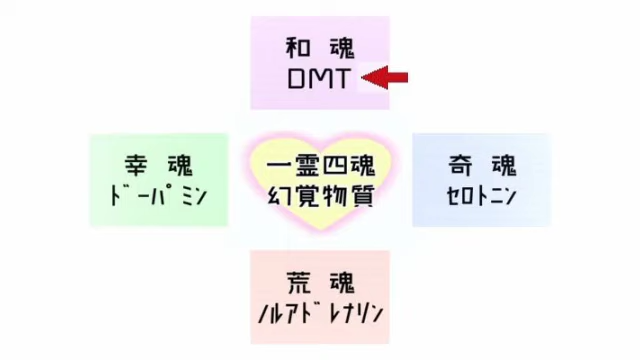 和 魂
DMT
幸 魂
ﾄﾞｰﾊﾟﾐﾝ
一霊四魂
幻覚物質
奇 魂
ｾﾛﾄﾆﾝ
荒 魂
ﾉﾙｱﾄﾞﾚﾅﾘﾝ